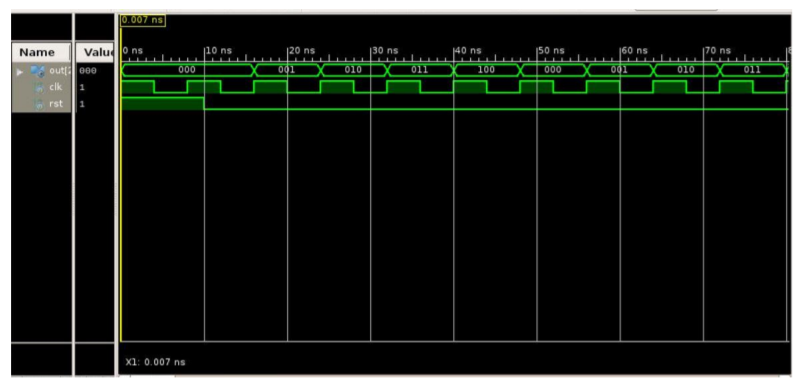 0.007 ns
Name Value 0 ns 10 ns 20 ns 30 ns 40 ns 50 ns 60 ns 70 ns
out[2 000 000 001 010 011 100 000 001 010 011
clk 1
rst 1
X1: 0.007 ns